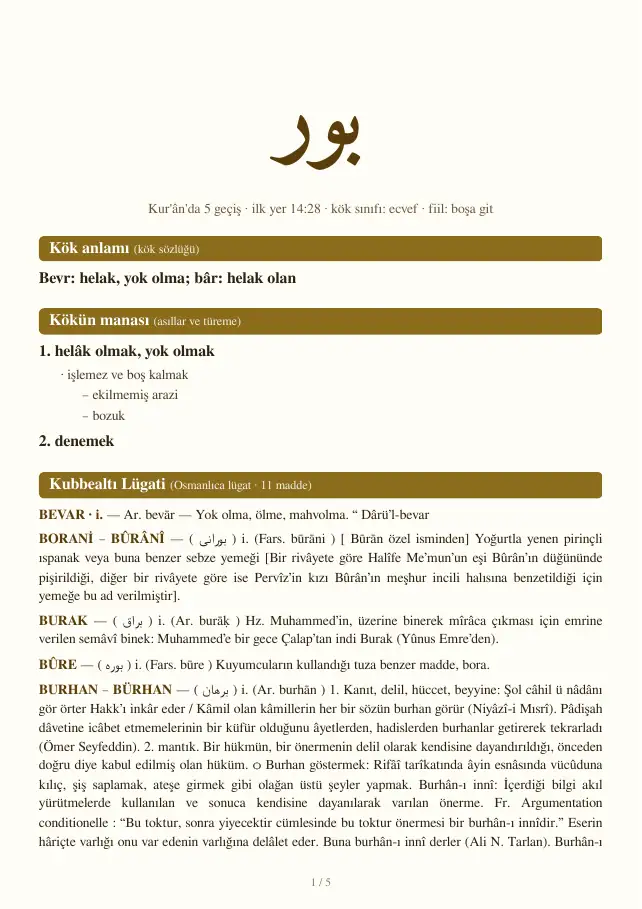 بور
Kur'ân'da 5 geçiş · ilk yer 14:28 · kök sınıfı: ecvef · fiil: boşa git
Kök anlamı (kök sözlüğü)
Bevr: helak, yok olma; bâr: helak olan
Kökün manası (asıllar ve türeme)
1. helâk olmak, yok olmak
· işlemez ve boş kalmak
– ekilmemiş arazi
– bozuk
2. denemek
Kubbealtı Lügati (Osmanlıca lügat · 11 madde)
BEVAR · i. — Ar. bevār — Yok olma, ölme, mahvolma. “ Dârü’l-bevar
BORANİ – BÛRÂNÎ — ( بورانى ) i. (Fars. būrāni ) [ Būrān özel isminden] Yoğurtla yenen pirinçli
ıspanak veya buna benzer sebze yemeği [Bir rivâyete göre Halîfe Me’mun’un eşi Bûrân’ın düğününde
pişirildiği, diğer bir rivâyete göre ise Pervîz’in kızı Bûrân’ın meşhur incili halısına benzetildiği için
yemeğe bu ad verilmiştir].
BURAK — ( براق ) i. (Ar. burāḳ ) Hz. Muhammed’in, üzerine binerek mîrâca çıkması için emrine
verilen semâvî binek: Muhammed’e bir gece Çalap’tan indi Burak (Yûnus Emre’den).
BÛRE — ( بوره ) i. (Fars. būre ) Kuyumcuların kullandığı tuza benzer madde, bora.
BURHAN – BÜRHAN — ( برهان ) i. (Ar. burhān ) 1. Kanıt, delil, hüccet, beyyine: Şol câhil ü nâdânı
gör örter Hakk’ı inkâr eder / Kâmil olan kâmillerin her bir sözün burhan görür (Niyâzî-i Mısrî). Pâdişah
dâvetine icâbet etmemelerinin bir küfür olduğunu âyetlerden, hadislerden burhanlar getirerek tekrarladı
(Ömer Seyfeddin). 2. mantık. Bir hükmün, bir önermenin delil olarak kendisine dayandırıldığı, önceden
doğru diye kabul edilmiş olan hüküm. ѻ Burhan göstermek: Rifâî tarîkatında âyin esnâsında vücûduna
kılıç, şiş saplamak, ateşe girmek gibi olağan üstü şeyler yapmak. Burhân-ı innî: İçerdiği bilgi akıl
yürütmelerde kullanılan ve sonuca kendisine dayanılarak varılan önerme. Fr. Argumentation
conditionelle : “Bu toktur, sonra yiyecektir cümlesinde bu toktur önermesi bir burhan-ı innîdir.” Eserin
hâriçte varlığı onu var edenin varlığına delâlet eder. Buna burhân-ı innî derler (Ali N. Tarlan). Burhân-ı
1 / 5